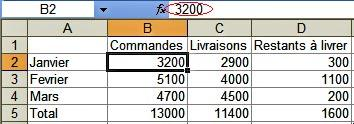 B2 fx 3200
A B C D
1 Commandes Livraisons Restants à livrer
2 Janvier 3200 2900 300
3 Fevrier 5100 4000 1100
4 Mars 4700 4500 200
5 Total 13000 11400 1600